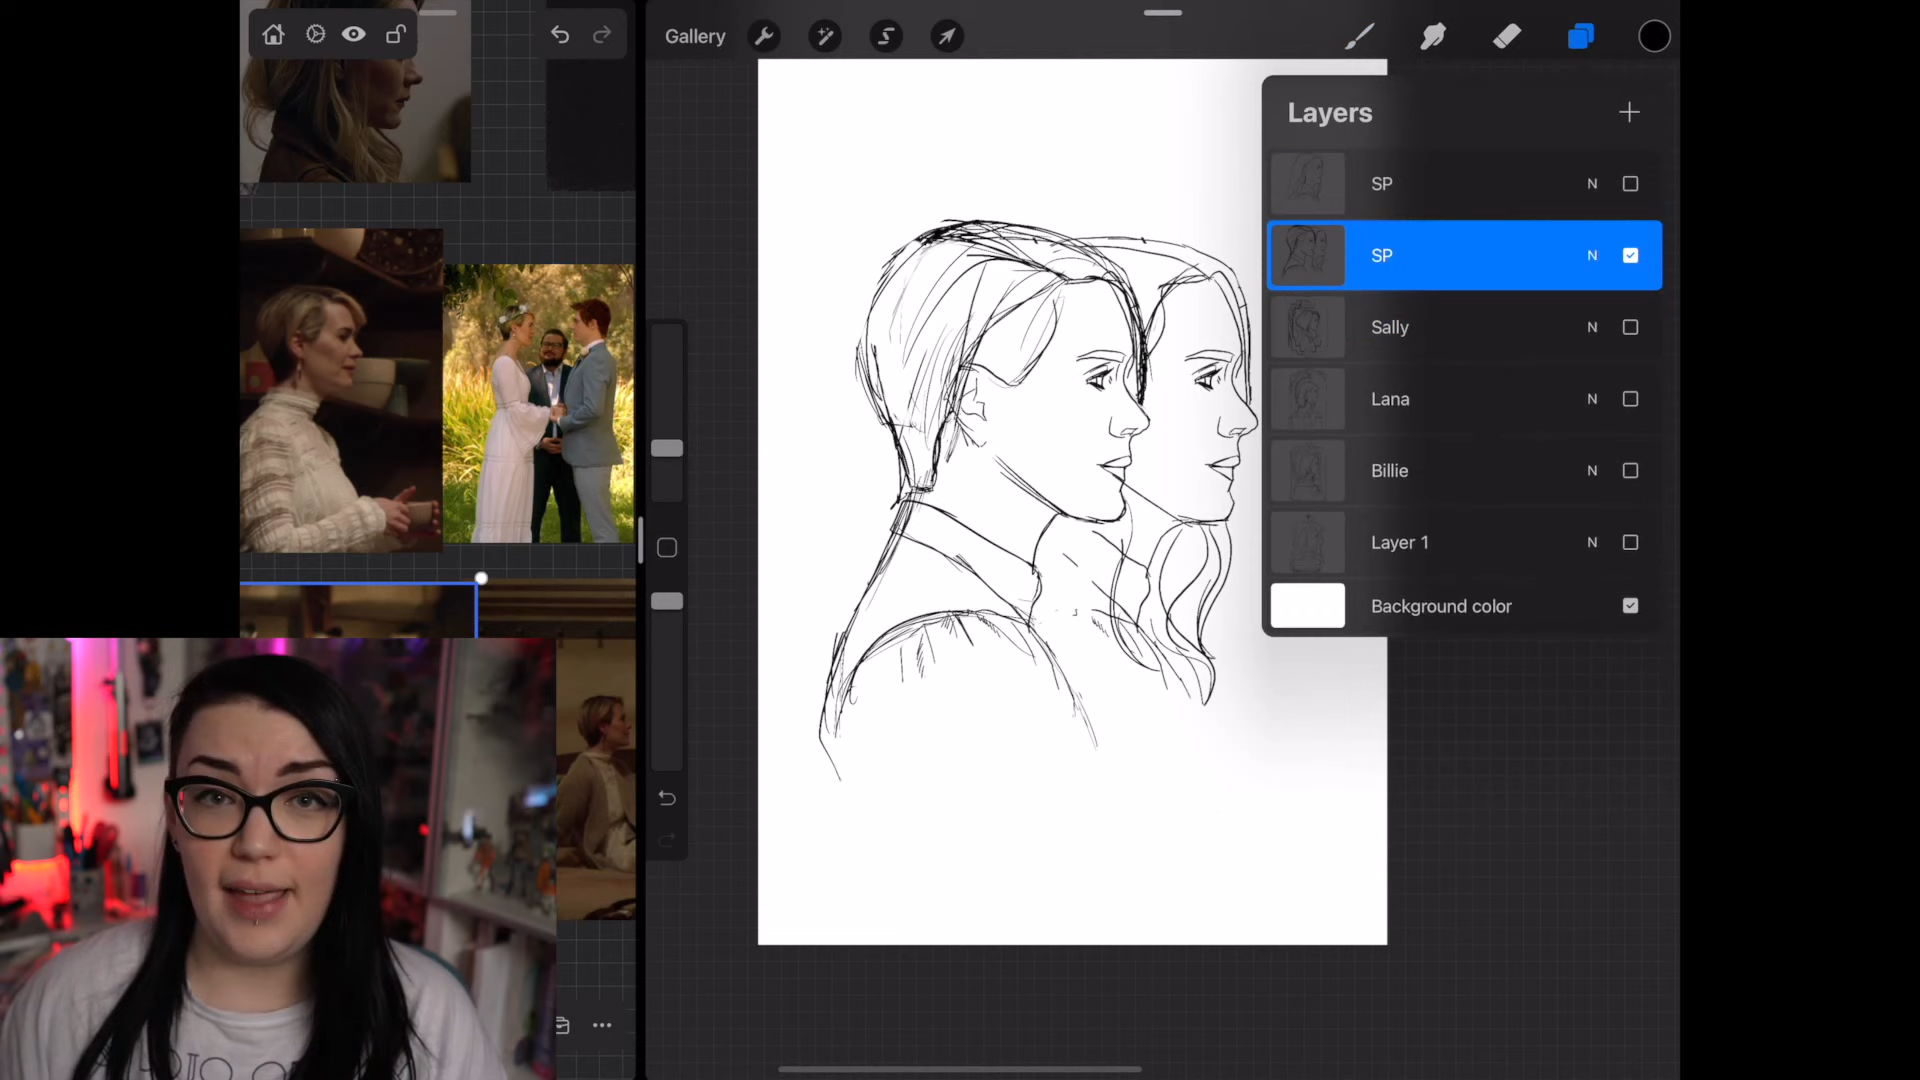 Gallery
Layers
SP N
SP N
Sally N
Lana N
Billie N
Layer 1 N
Background color